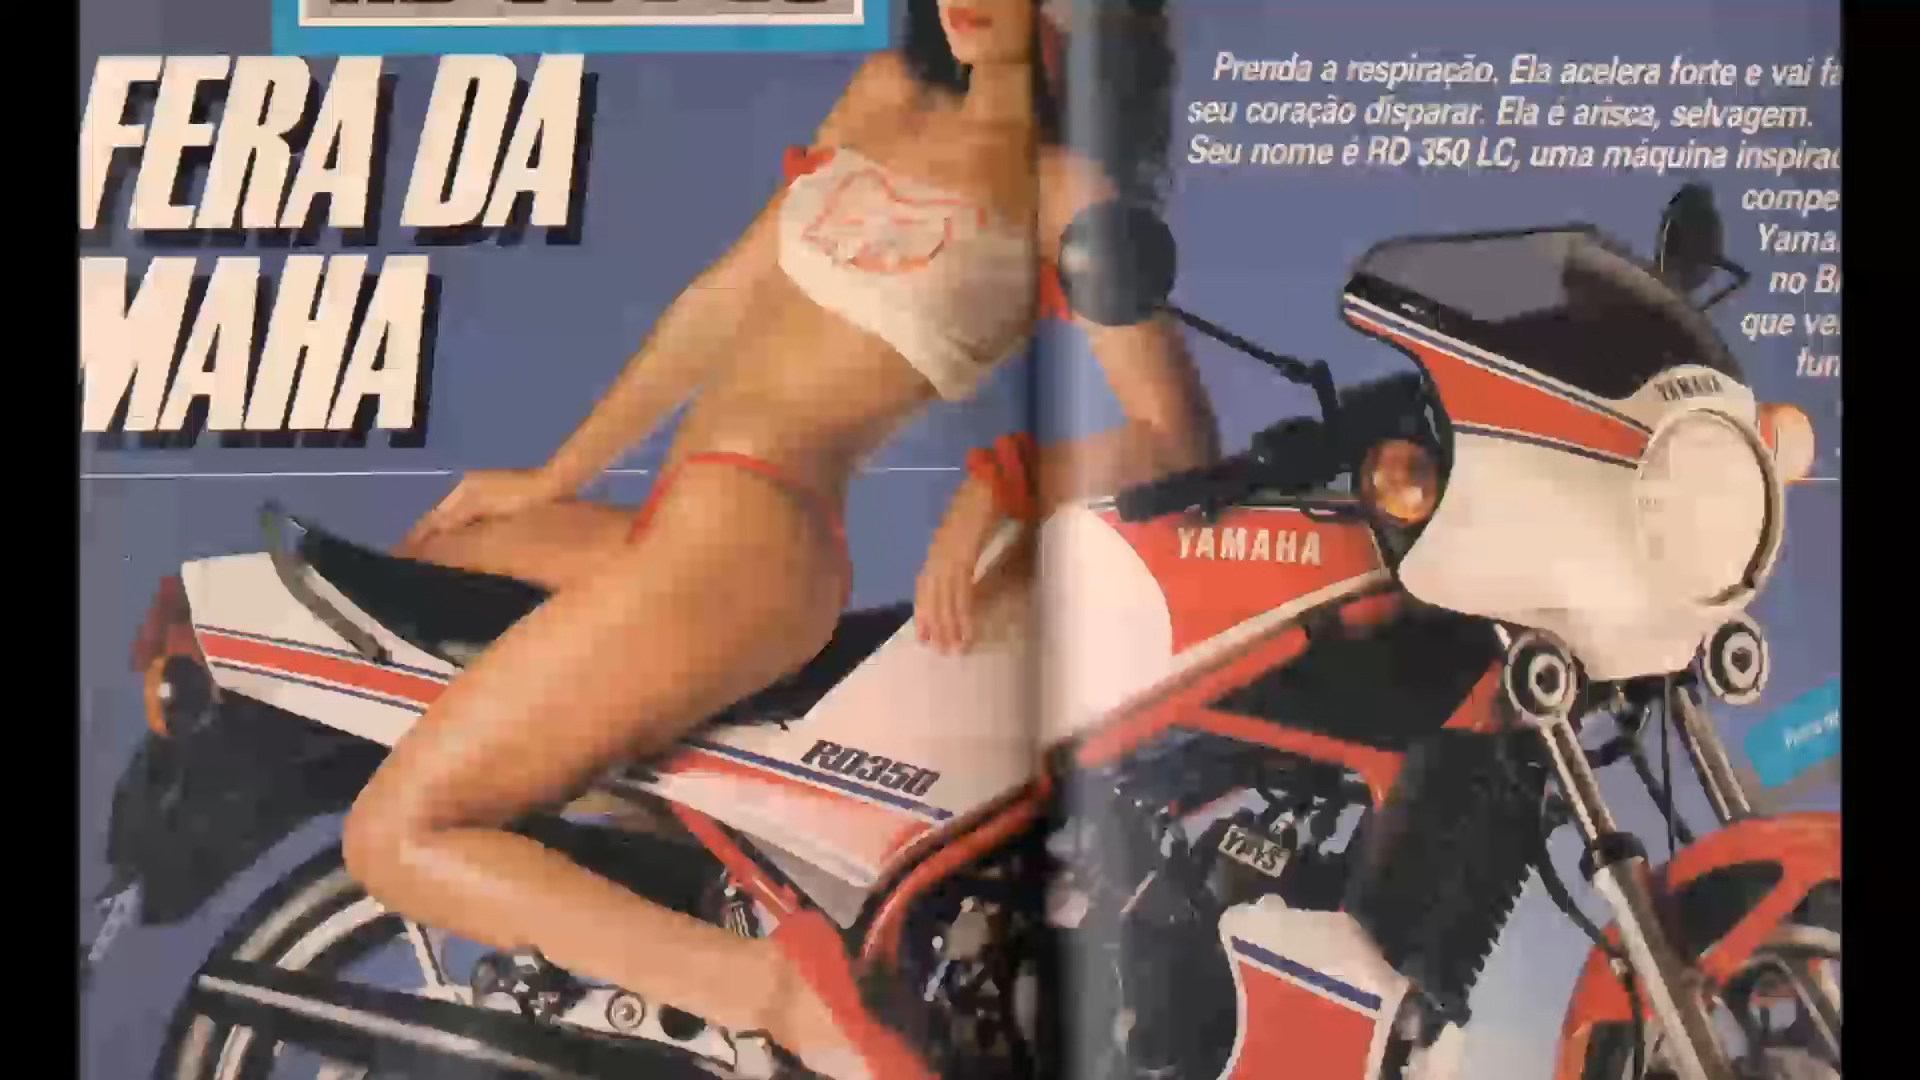 FERA DA
MAHA
Prenda a respiração. Ela acelera forte e vai fa
seu coração disparar. Ela é arisca, selvagem.
Seu nome é RD 350 LC, uma máquina inspirad
compe
Yama
no B
que ve
fun
YAMAHA
YAMAHA
RD350
YPVS